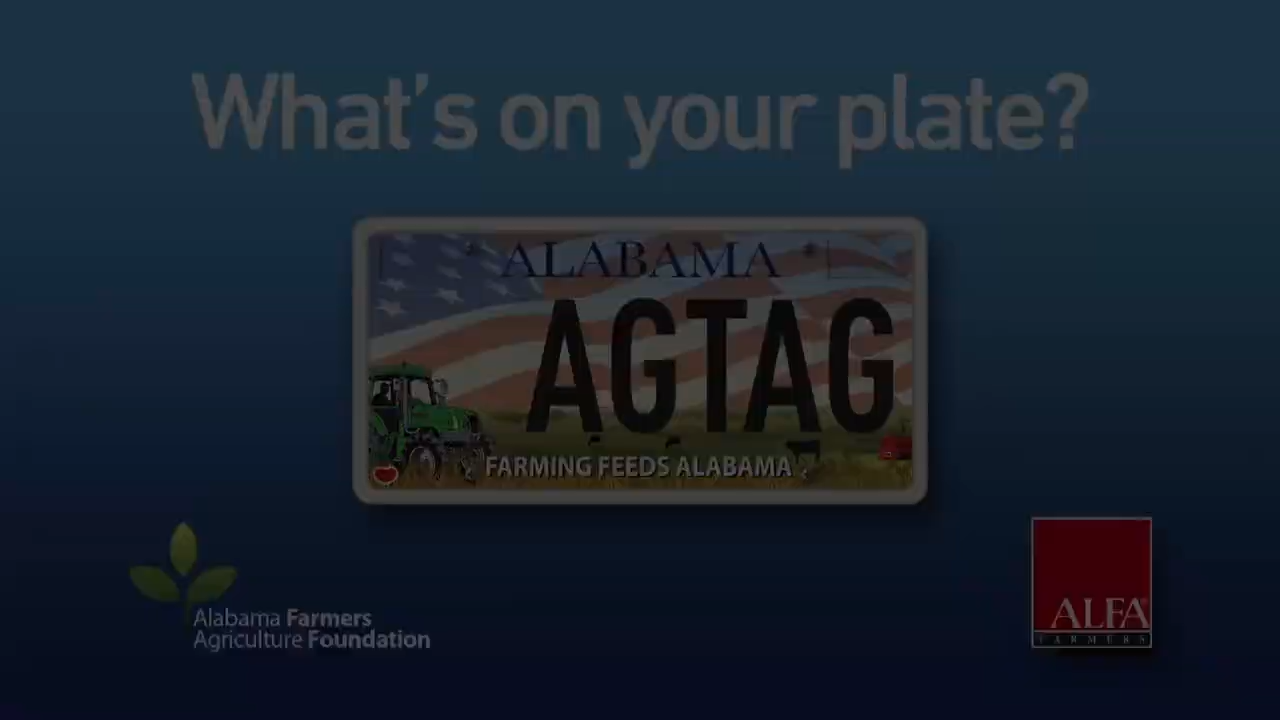 What's on your plate?
ALABAMA
AGTAG
FARMING FEEDS ALABAMA
Alabama Farmers
Agriculture Foundation
ALFA®
FARMERS